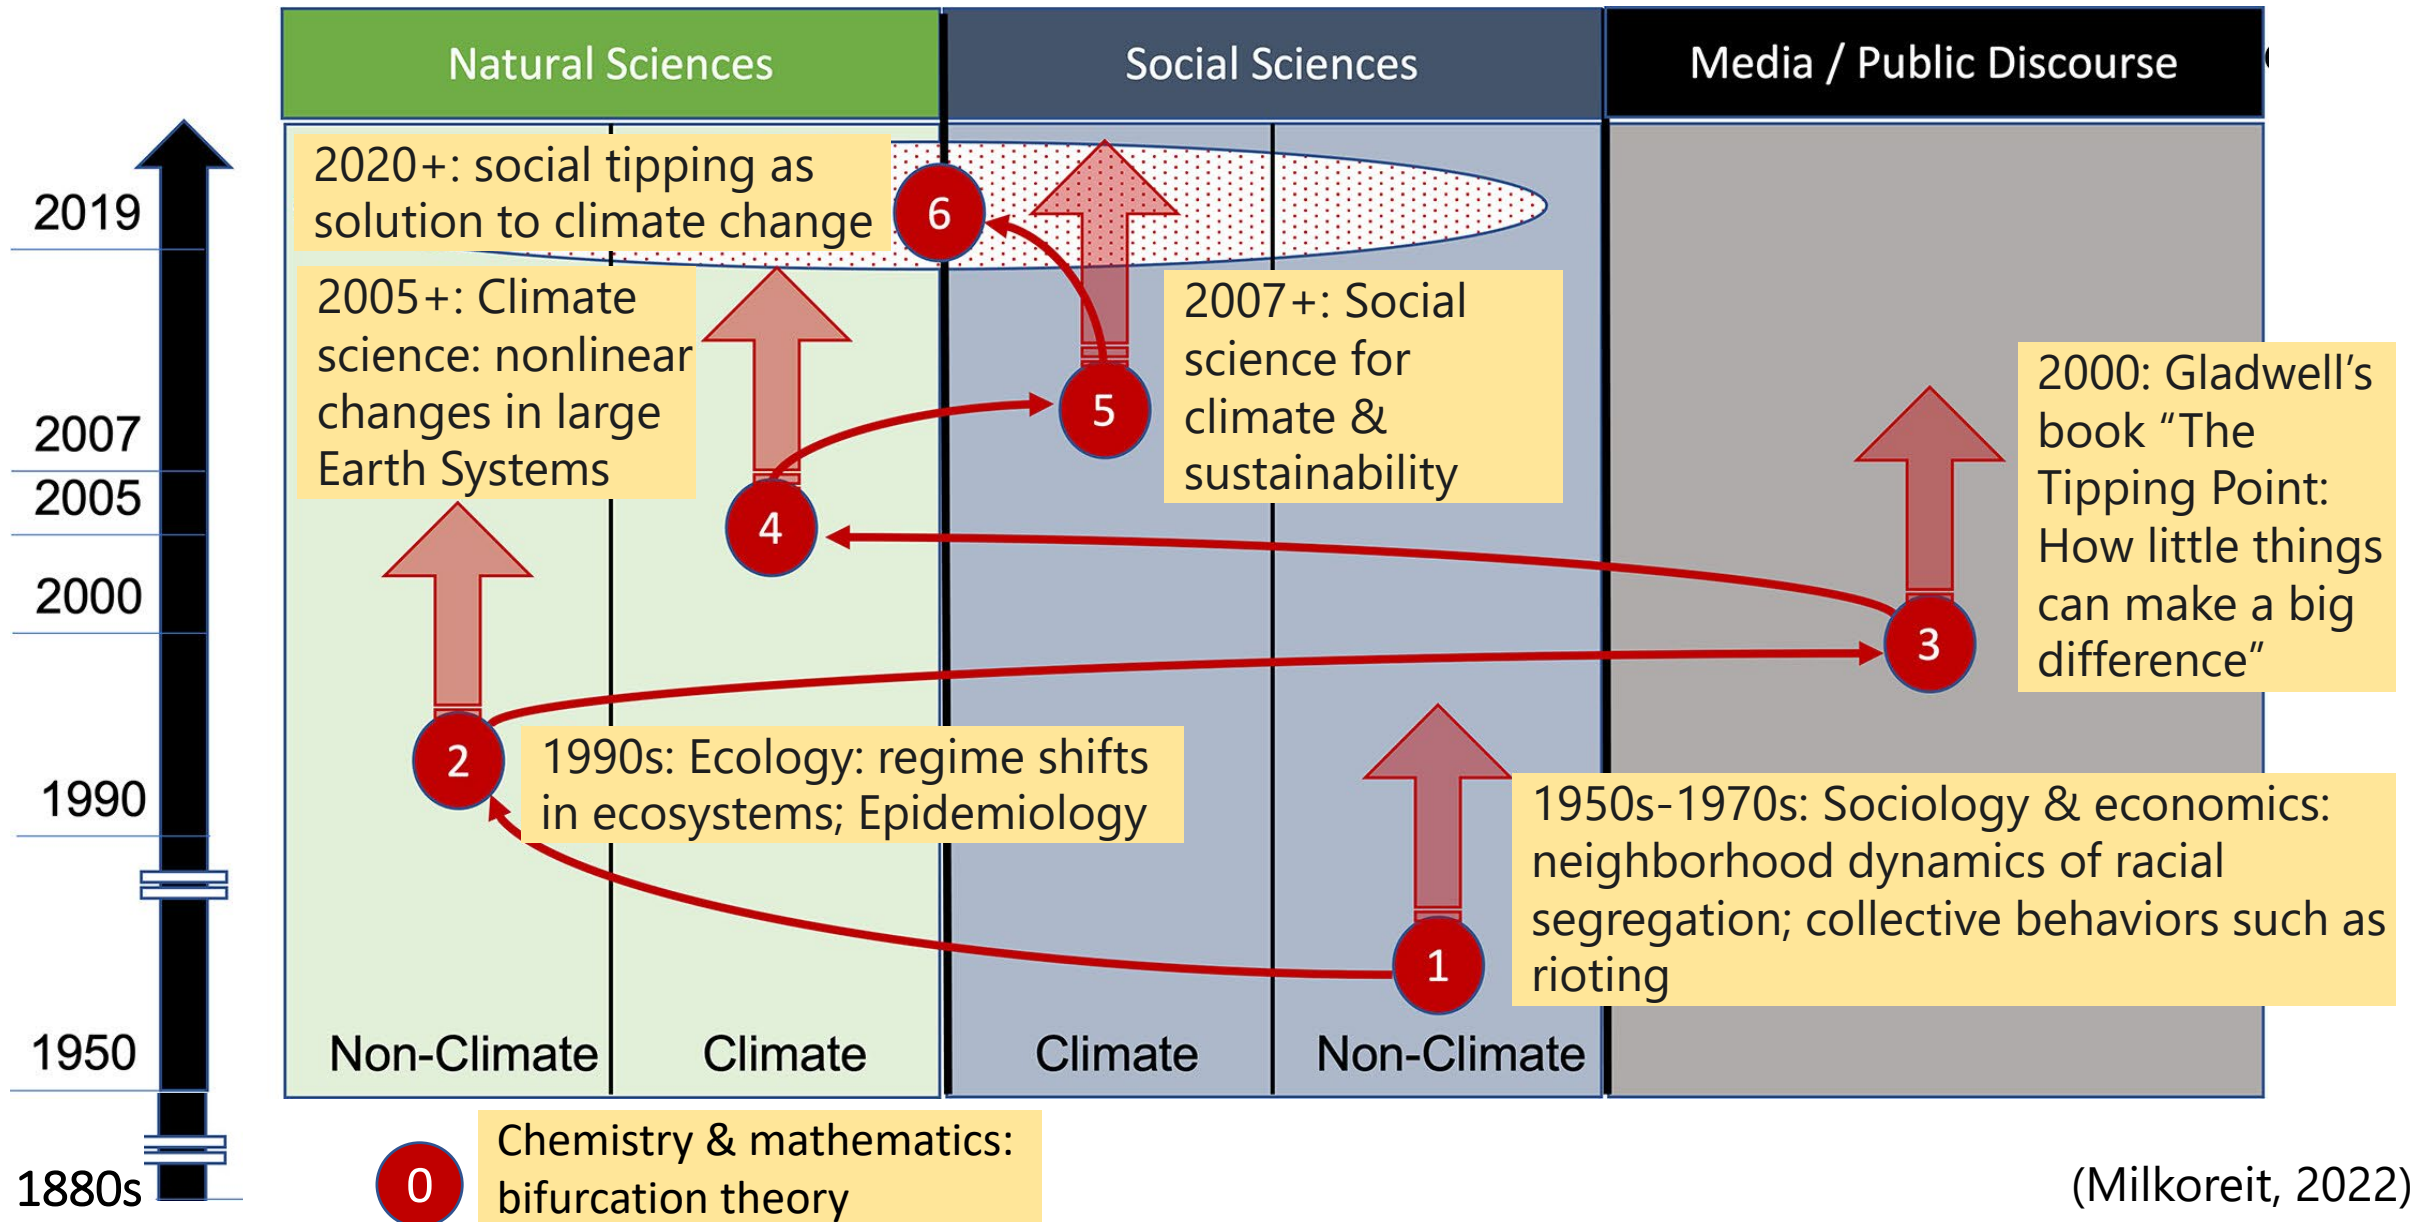 Natural Sciences
Social Sciences
Media / Public Discourse
2019
2007
2005
2000
1990
1950
1880s
2020+: social tipping as
solution to climate change
6
2005+: Climate
science: nonlinear
changes in large
Earth Systems
2007+: Social
science for
climate &
sustainability
5
4
2000: Gladwell’s
book “The
Tipping Point:
How little things
can make a big
difference”
3
2
1990s: Ecology: regime shifts
in ecosystems; Epidemiology
1950s-1970s: Sociology & economics:
neighborhood dynamics of racial
segregation; collective behaviors such as
rioting
1
Non-Climate
Climate
Climate
Non-Climate
0
Chemistry & mathematics:
bifurcation theory
(Milkoreit, 2022)